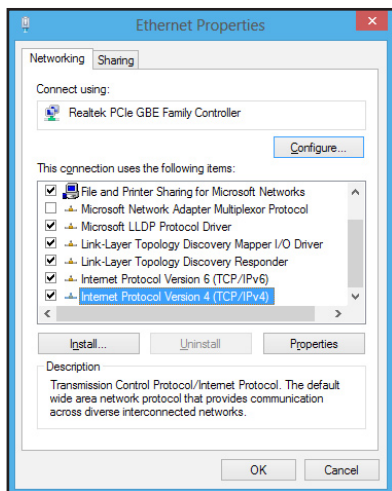 Ethernet Properties
Networking
Sharing
Connect using:
Realtek PCIe GBE Family Controller
Configure...
This connection uses the following items:
File and Printer Sharing for Microsoft Networks
Microsoft Network Adapter Multiplexor Protocol
Microsoft LLDP Protocol Driver
Link-Layer Topology Discovery Mapper I/O Driver
Link-Layer Topology Discovery Responder
Internet Protocol Version 6 (TCP/IPv6)
Internet Protocol Version 4 (TCP/IPv4)
Install...
Uninstall
Properties
Description
Transmission Control Protocol/Internet Protocol. The default
wide area network protocol that provides communication
across diverse interconnected networks.
OK
Cancel